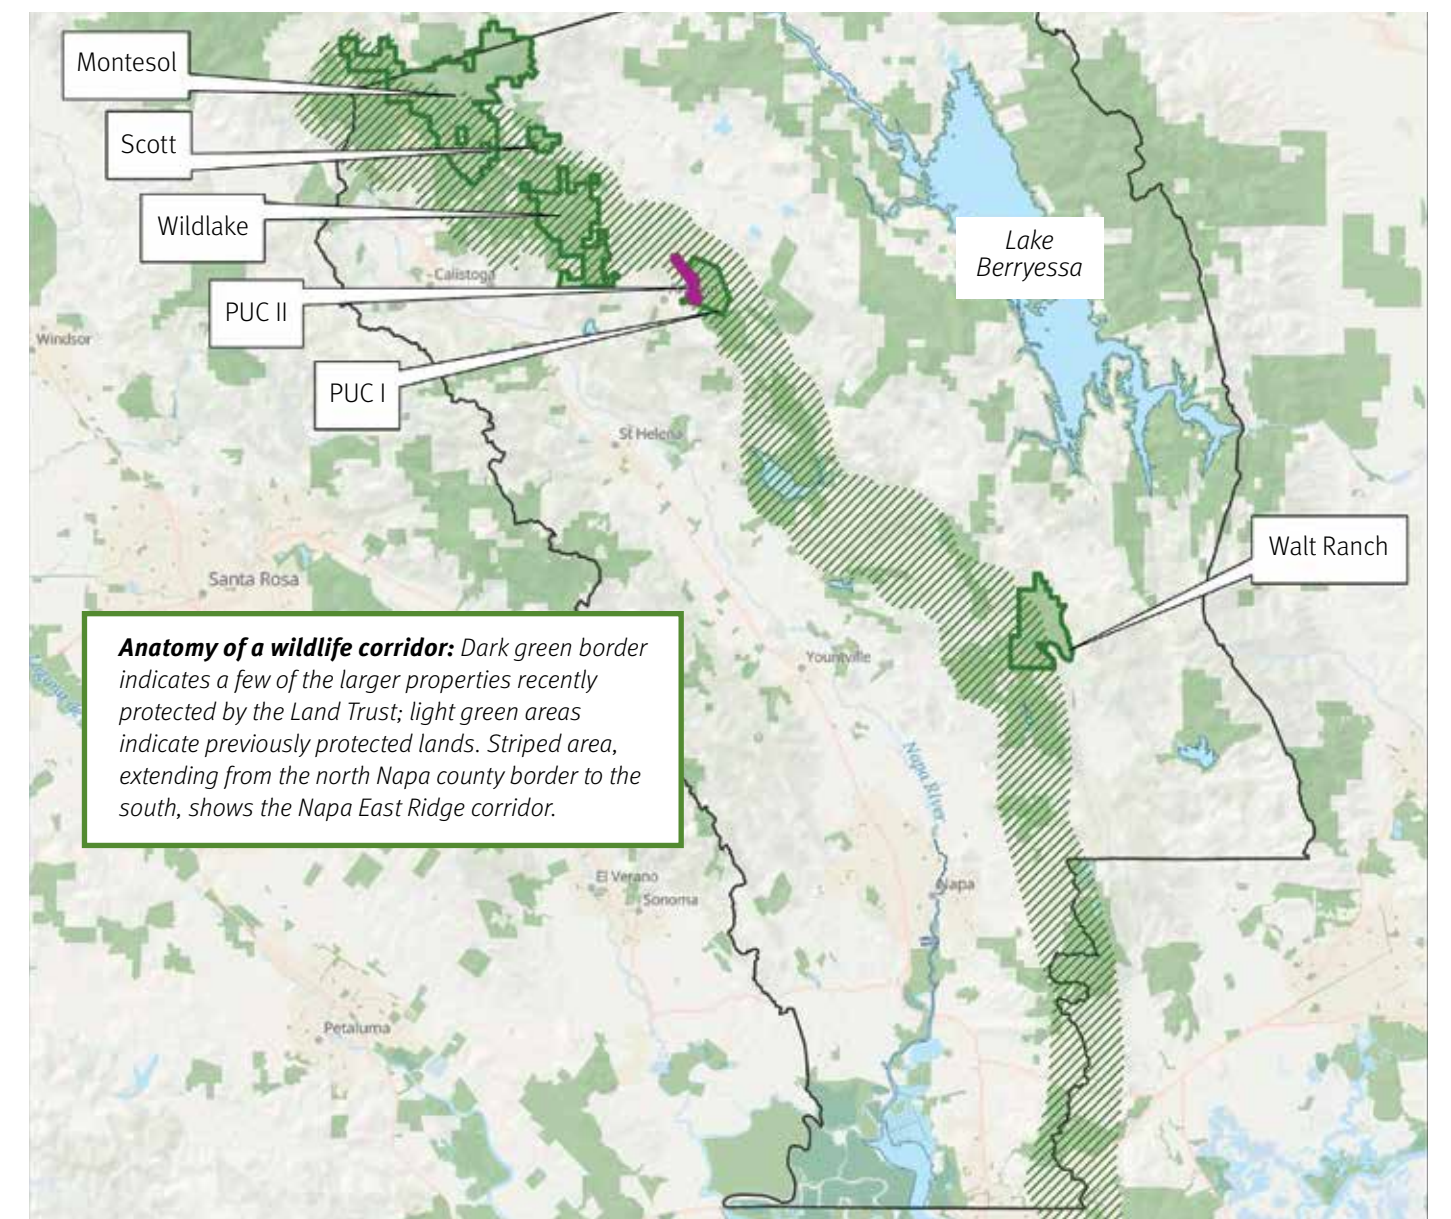 Montesol
Scott
Wildlake
Lake
Berryessa
Calistoga
PUC II
Windsor
PUC I
St Helena
Walt Ranch
Santa Rosa
Anatomy of a wildlife corridor: Dark green border
indicates a few of the larger properties recently
protected by the Land Trust; light green areas
indicate previously protected lands. Striped area,
extending from the north Napa county border to the
south, shows the Napa East Ridge corridor.
Yountville
Napa River
El Verano
Sonoma
Napa
Petaluma